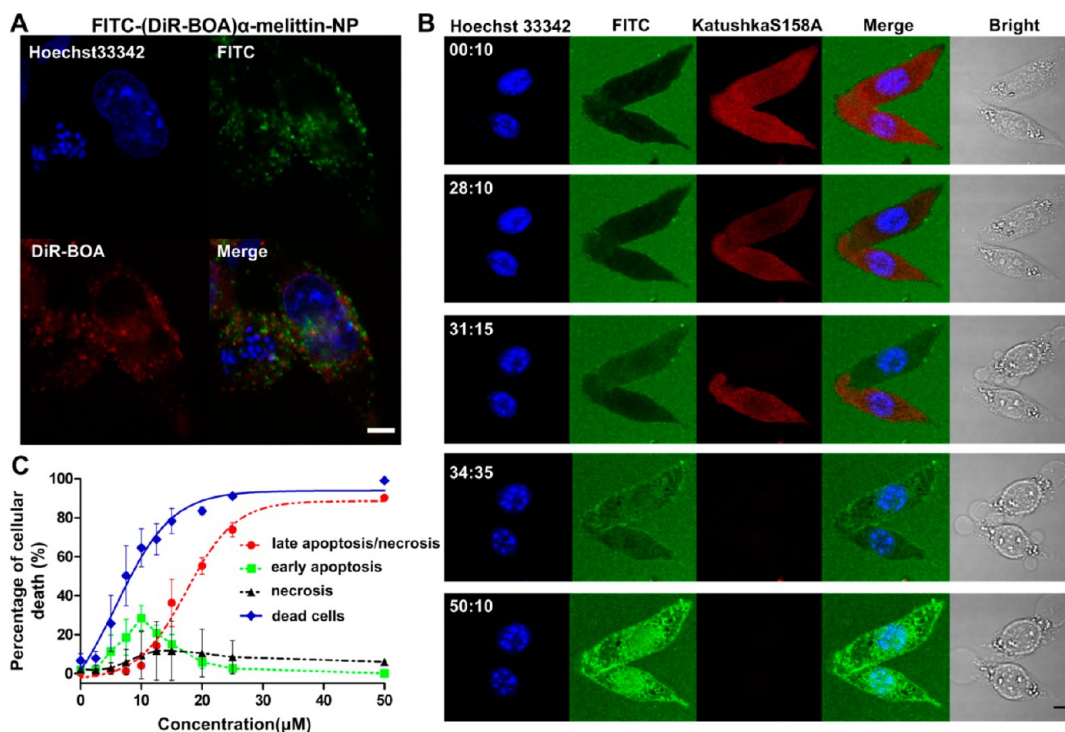 A
FITC-(DiR-BOA)α-melittin-NP
Hoechst33342
FITC
DiR-BOA
Merge
B
Hoechst 33342 FITC KatushkaS158A Merge Bright
00:10
28:10
31:15
34:35
50:10
C
Percentage of cellular
death (%)
100
80
60
40
20
0
late apoptosis/necrosis
early apoptosis
necrosis
dead cells
0 10 20 30 40 50
Concentration(μM)